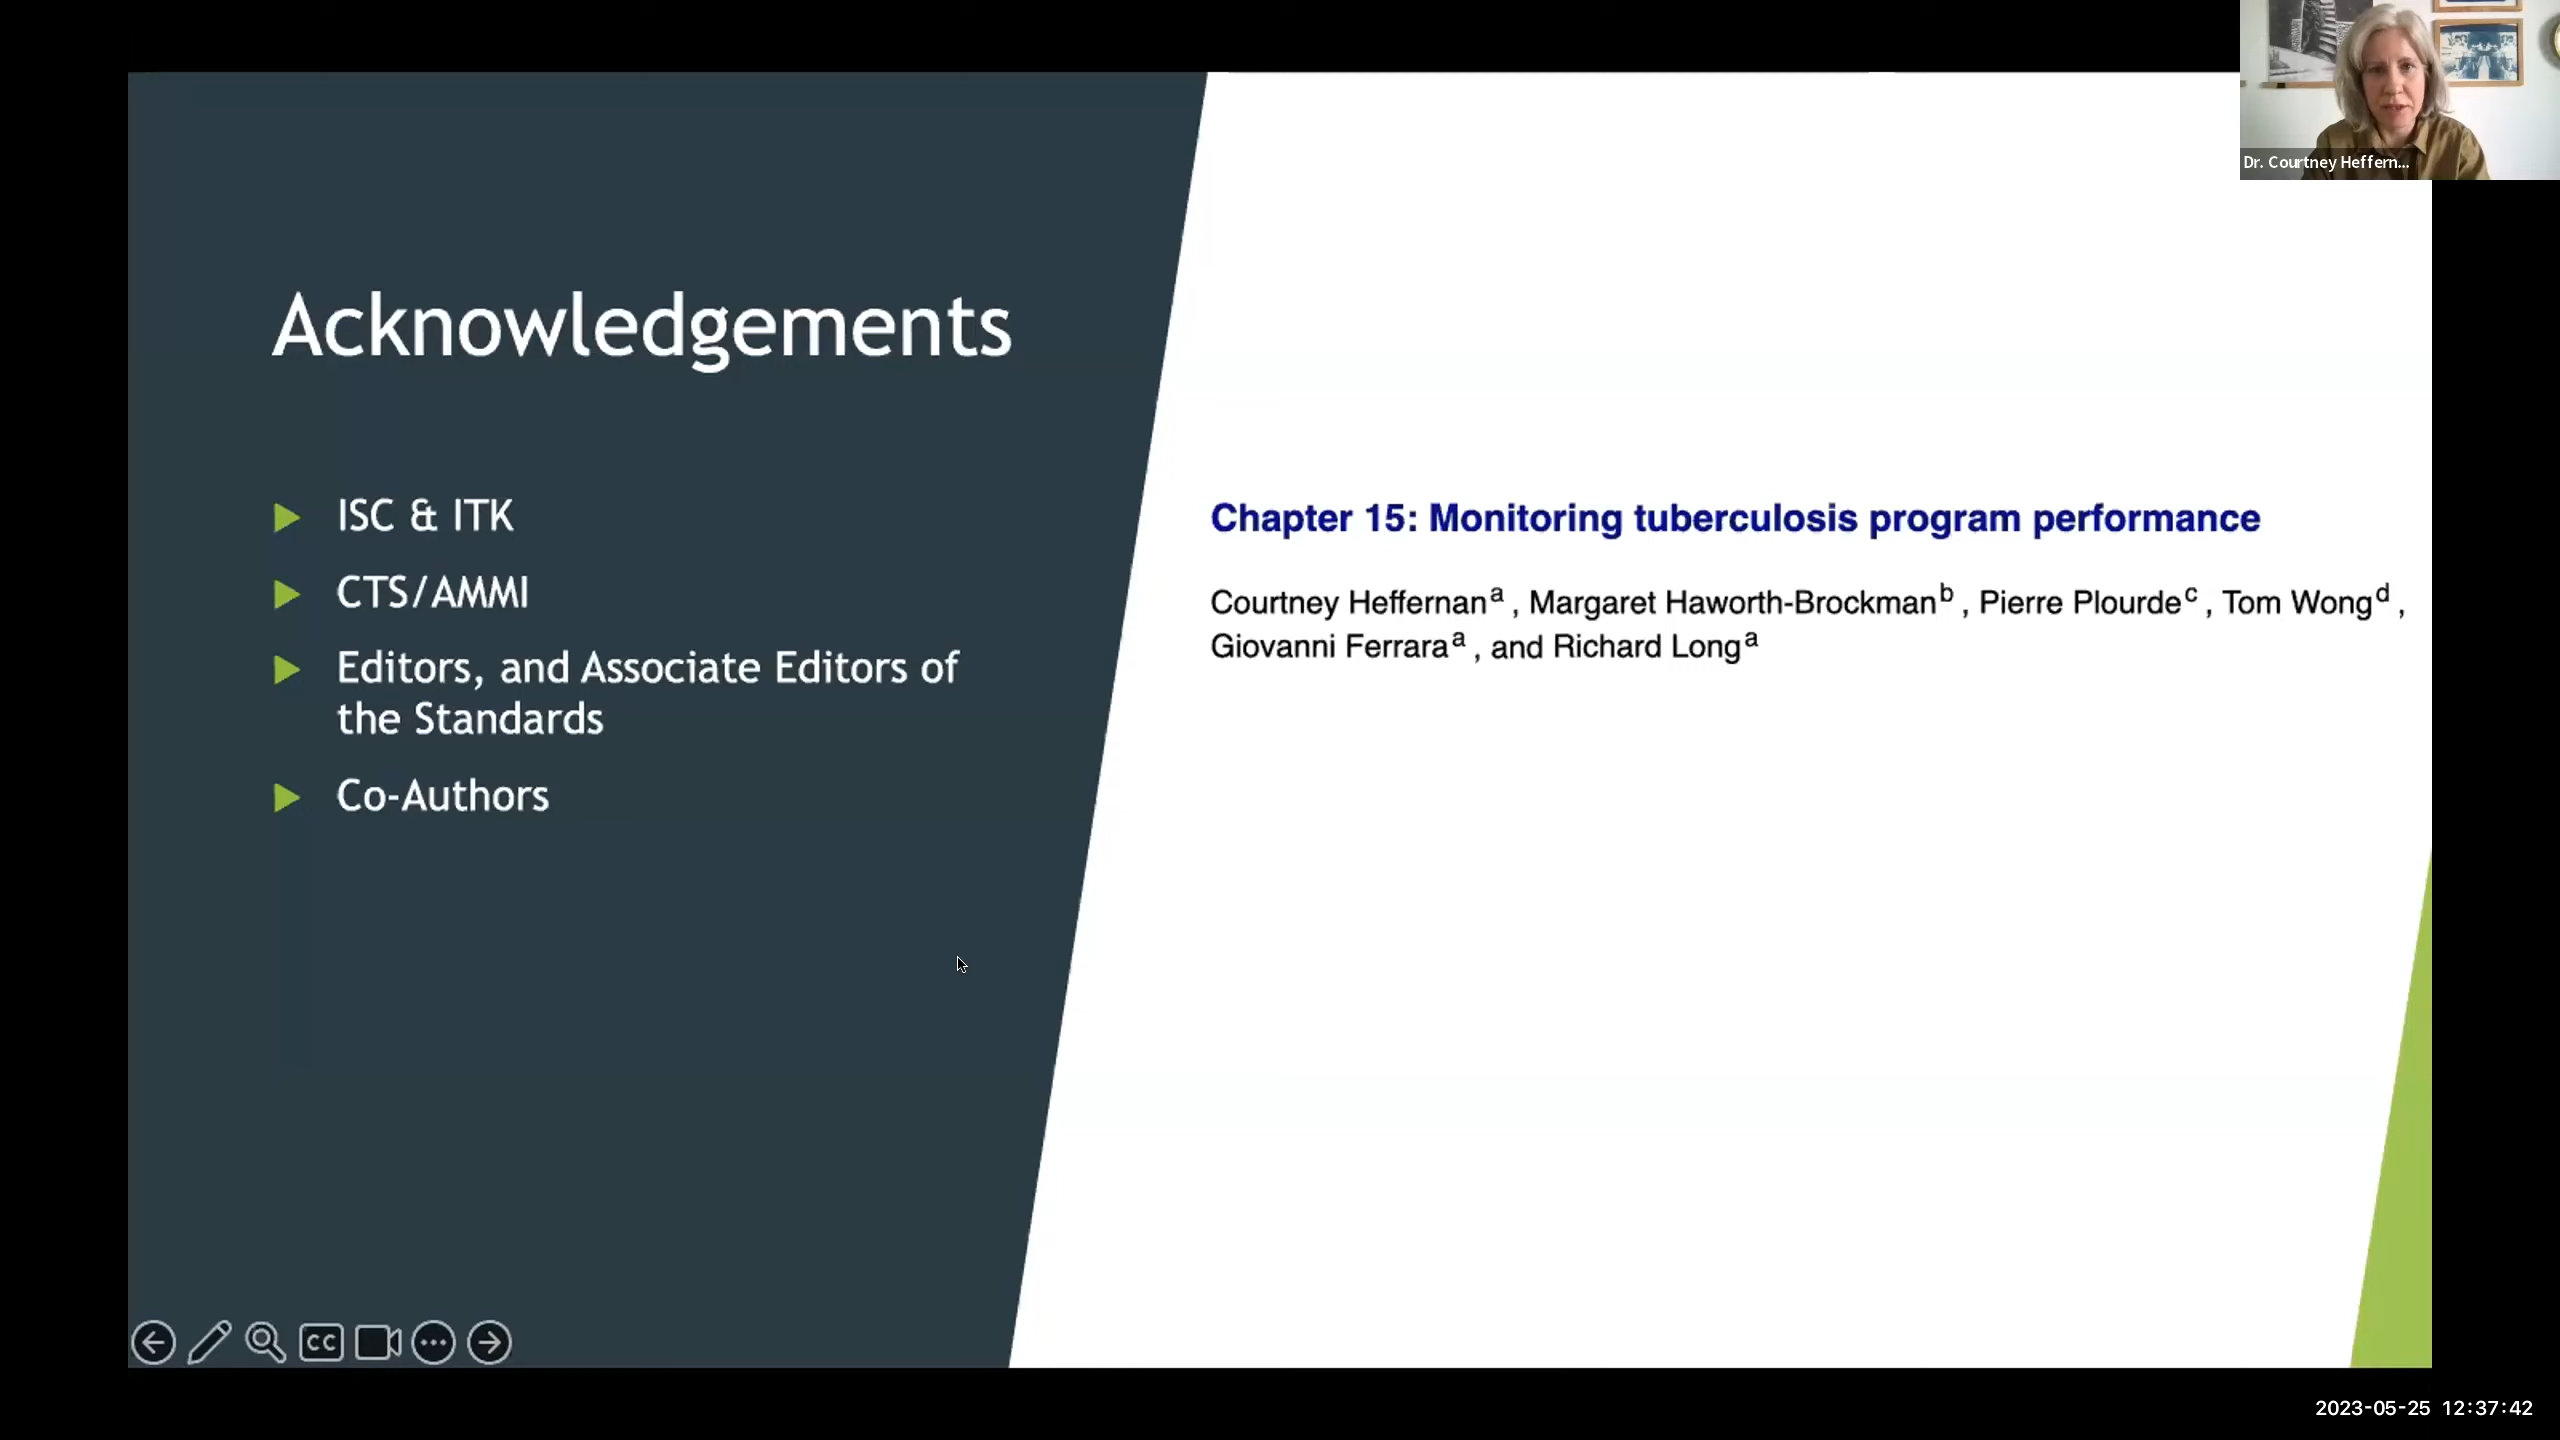 Dr. Courtney Heffern...
Acknowledgements
ISC & ITK
CTS/AMMI
Editors, and Associate Editors of
the Standards
Co-Authors
Chapter 15: Monitoring tuberculosis program performance
Courtney Heffernan a , Margaret Haworth-Brockman b , Pierre Plourde c , Tom Wong d ,
Giovanni Ferrara a , and Richard Long a
CC
2023-05-25 12:37:42